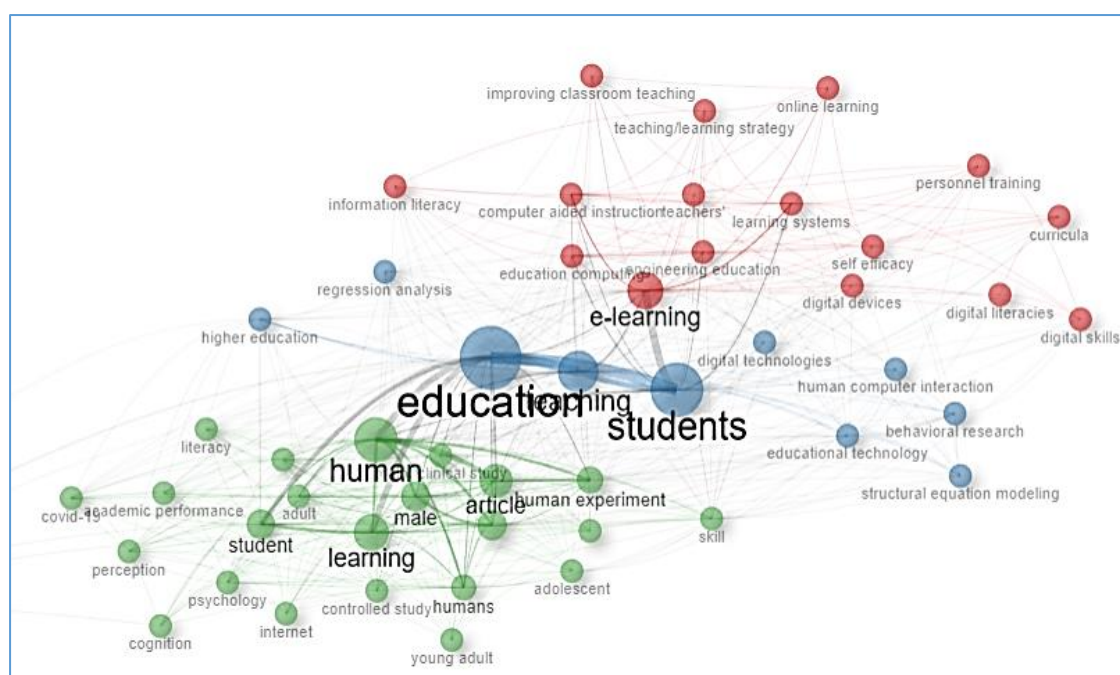 improving classroom teaching
online learning
teaching/learning strategy
personnel training
information literacy
computer aided instruction
teachers'
learning systems
curricula
self efficacy
engineering education
education computing
regression analysis
digital devices
digital literacies
e-learning
digital skills
higher education
digital technologies
human computer interaction
education
teaching
students
behavioral research
literacy
educational technology
human
clinical study
structural equation modeling
human experiment
article
covid-19
academic performance
adult
male
skill
student
learning
perception
adolescent
psychology
controlled study
humans
internet
cognition
young adult